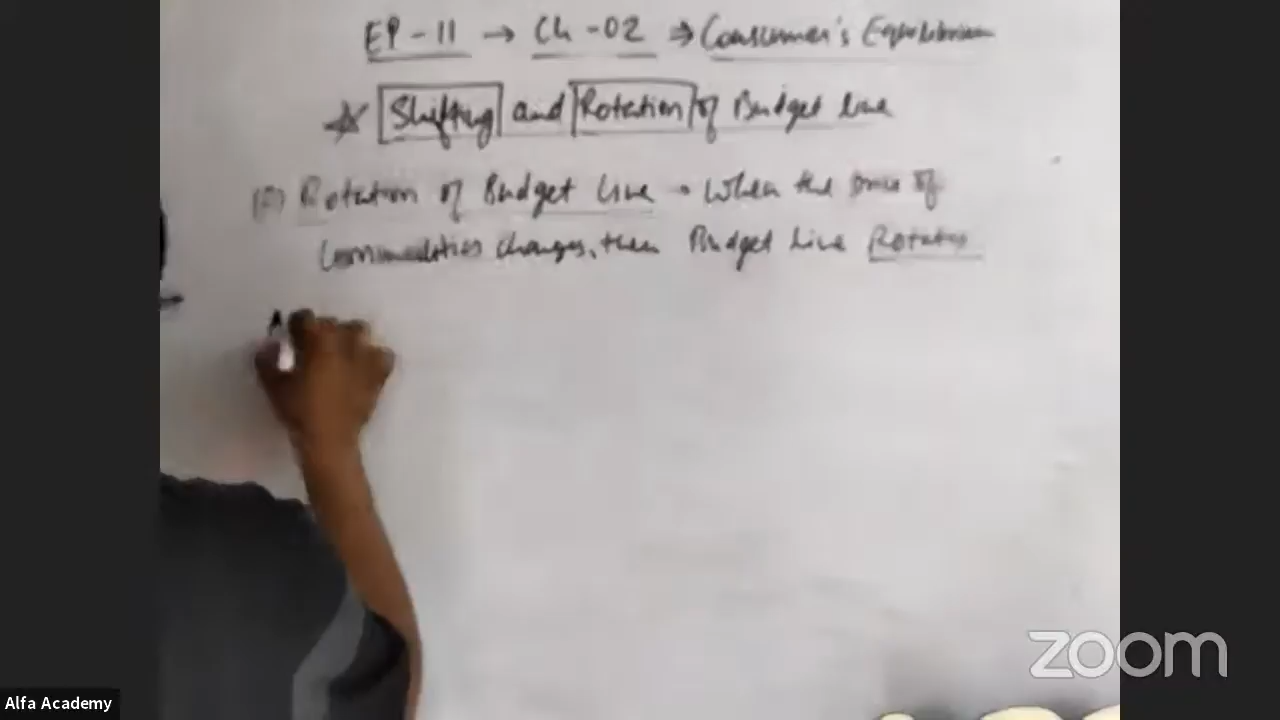 EP - 11 → Ch - 02 ⇒ Consumer's Equilibrium
☆ Shifting and Rotation of Budget line
Rotation of Budget line - When the price of
Commodities changes, then Budget line Rotates
A
zoom
Alfa Academy